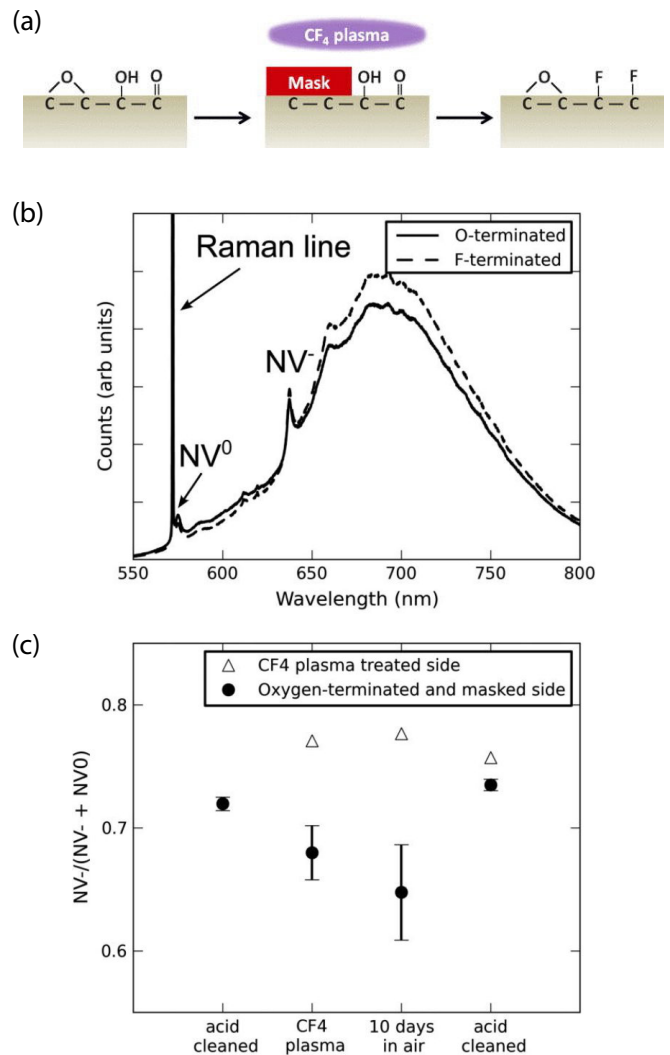 (a)
CF₄ plasma
O OH O
C — C — C — C
Mask OH O
C — C — C — C
O F F
C — C — C — C
(b)
Raman line
O-terminated
F-terminated
NV⁻
NV⁰
Counts (arb units)
550 600 650 700 750 800
Wavelength (nm)
(c)
CF4 plasma treated side
Oxygen-terminated and masked side
0.8
0.7
0.6
NV-/(NV- + NV0)
acid
cleaned
CF4
plasma
10 days
in air
acid
cleaned